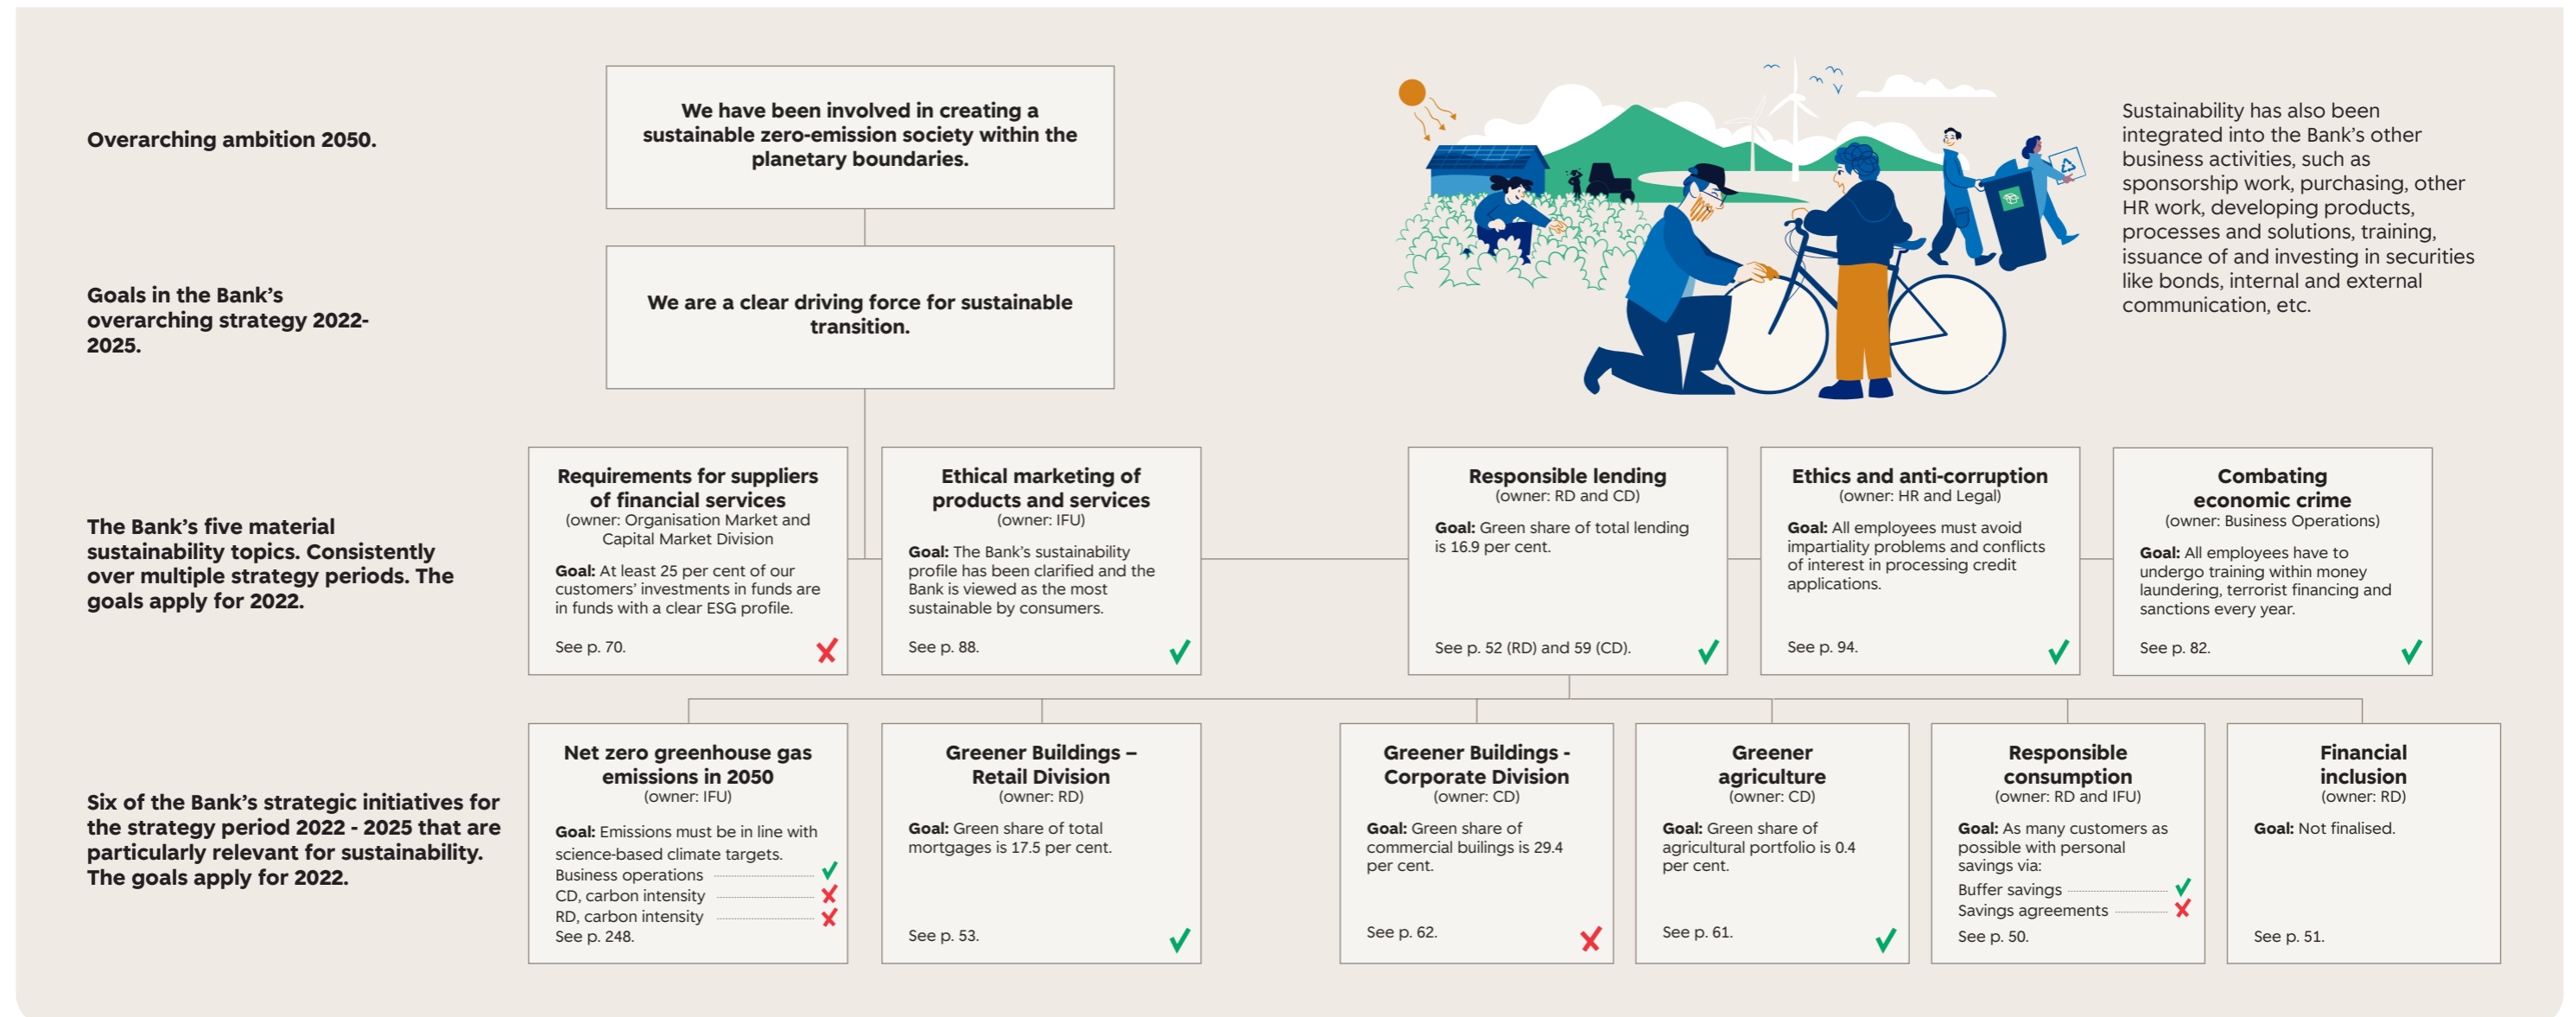 Overarching ambition 2050.
We have been involved in creating a
sustainable zero-emission society within the
planetary boundaries.
Sustainability has also been
integrated into the Bank's other
business activities, such as
sponsorship work, purchasing, other
HR work, developing products,
processes and solutions, training,
issuance of and investing in securities
like bonds, internal and external
communication, etc.
Goals in the Bank's
overarching strategy 2022-
2025.
We are a clear driving force for sustainable
transition.
The Bank's five material
sustainability topics. Consistently
over multiple strategy periods. The
goals apply for 2022.
Requirements for suppliers
of financial services
(owner: Organisation Market and
Capital Market Division
Goal: At least 25 per cent of our
customers' investments in funds are
in funds with a clear ESG profile.
See p. 70.
Ethical marketing of
products and services
(owner: IFU)
Goal: The Bank's sustainability
profile has been clarified and the
Bank is viewed as the most
sustainable by consumers.
See p. 88.
Responsible lending
(owner: RD and CD)
Goal: Green share of total lending
is 16.9 per cent.
See p. 52 (RD) and 59 (CD).
Ethics and anti-corruption
(owner: HR and Legal)
Goal: All employees must avoid
impartiality problems and conflicts
of interest in processing credit
applications.
See p. 94.
Combating
economic crime
(owner: Business Operations)
Goal: All employees have to
undergo training within money
laundering, terrorist financing and
sanctions every year.
See p. 82.
Six of the Bank's strategic initiatives for
the strategy period 2022 - 2025 that are
particularly relevant for sustainability.
The goals apply for 2022.
Net zero greenhouse gas
emissions in 2050
(owner: IFU)
Goal: Emissions must be in line with
science-based climate targets.
Business operations
CD, carbon intensity
RD, carbon intensity
See p. 248.
Greener Buildings –
Retail Division
(owner: RD)
Goal: Green share of total
mortgages is 17.5 per cent.
See p. 53.
Greener Buildings -
Corporate Division
(owner: CD)
Goal: Green share of
commercial builings is 29.4
per cent.
See p. 62.
Greener
agriculture
(owner: CD)
Goal: Green share of
agricultural portfolio is 0.4
per cent.
See p. 61.
Responsible
consumption
(owner: RD and IFU)
Goal: As many customers as
possible with personal
savings via:
Buffer savings
Savings agreements
See p. 50.
Financial
inclusion
(owner: RD)
Goal: Not finalised.
See p. 51.